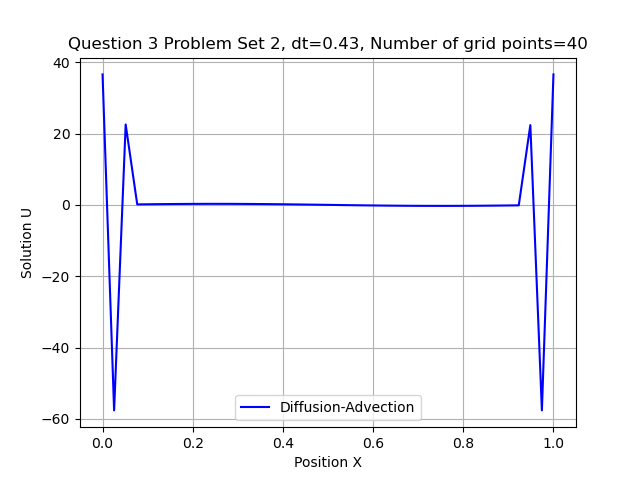 Question 3 Problem Set 2, dt=0.43, Number of grid points=40
40
20
0
−20
−40
−60
Solution U
Diffusion-Advection
0.0 0.2 0.4 0.6 0.8 1.0
Position X